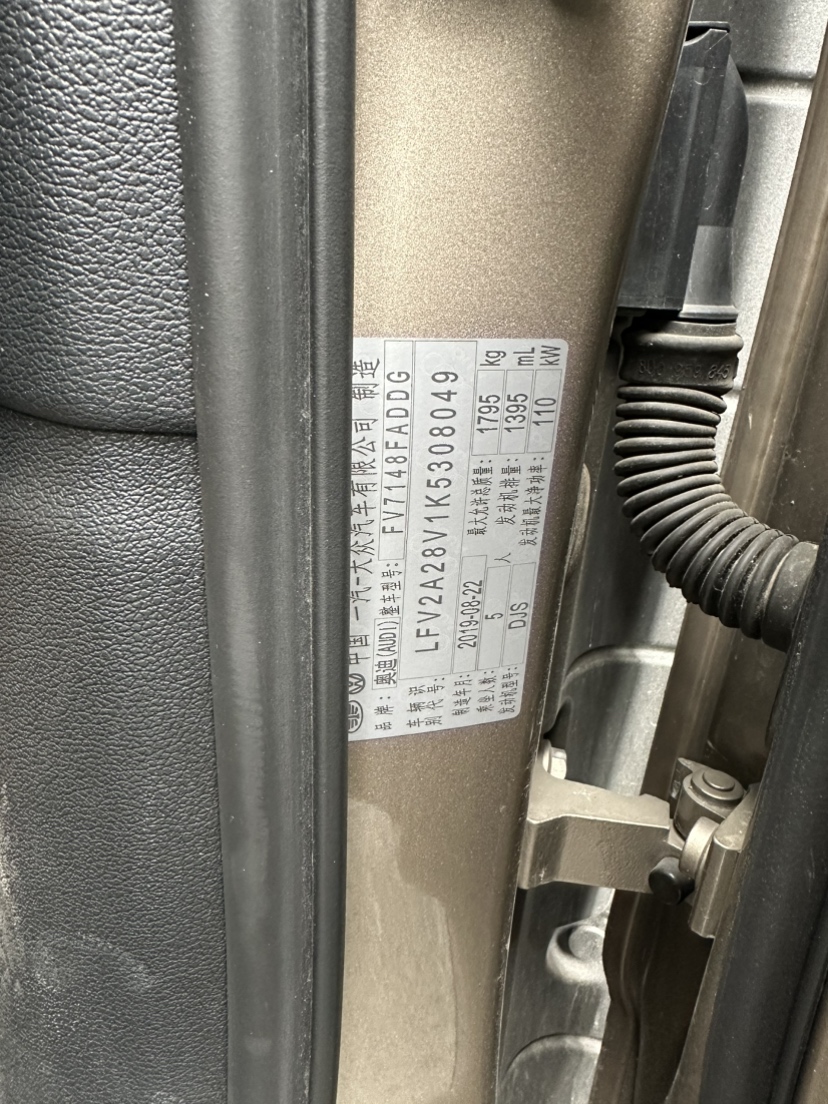 中国 一汽-大众汽车有限公司 制造
品牌： 奥迪(AUDI) 整车型号： FV7148FADDG
车辆识别代号： LFV2A28V1K5308049
制造年月： 2019-08-22 最大允许总质量： 1795 kg
乘坐人数： 5 人 发动机排量： 1395 mL
发动机型号： DJS 发动机最大净功率： 110 kW